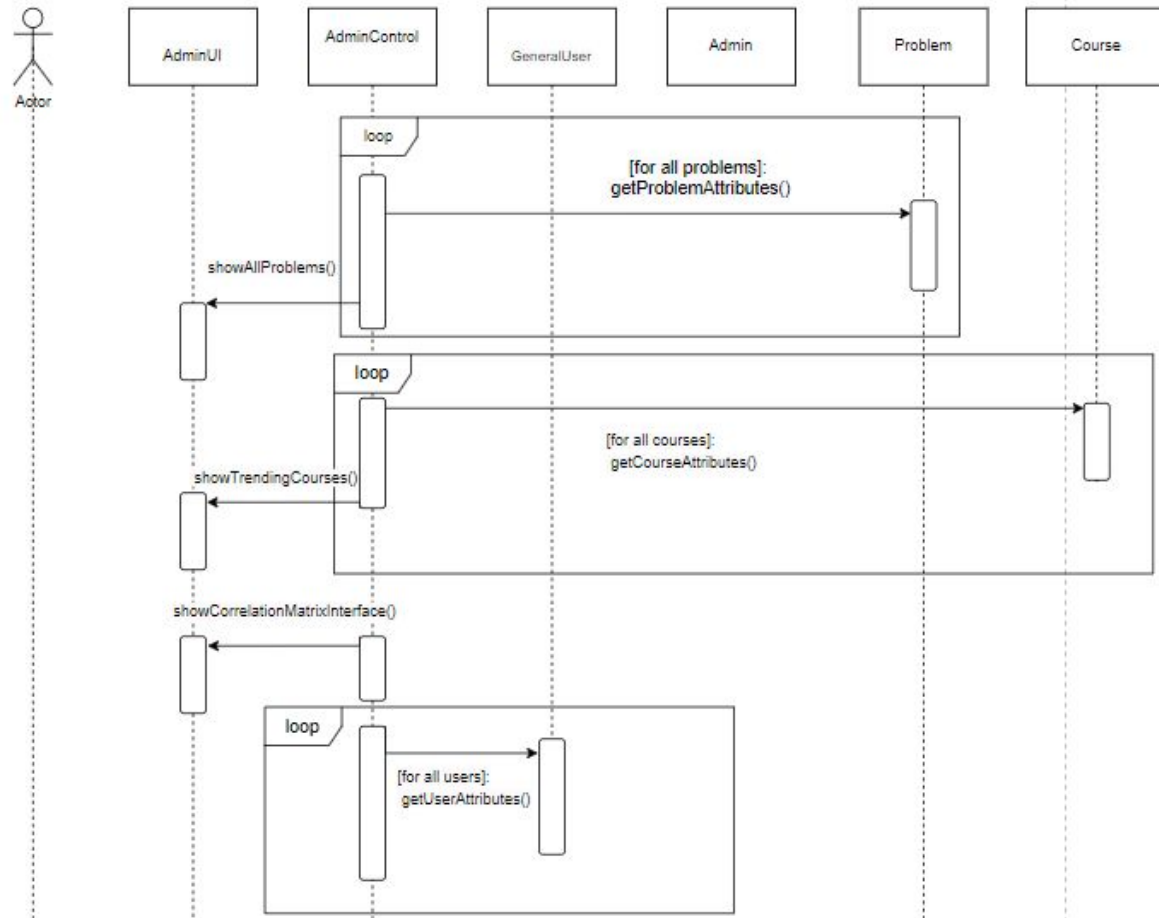 AdminUI
AdminControl
GeneralUser
Admin
Problem
Course
Actor
loop
[for all problems]:
getProblemAttributes()
showAllProblems()
loop
[for all courses]:
getCourseAttributes()
showTrendingCourses()
showCorrelationMatrixInterface()
loop
[for all users]:
getUserAttributes()